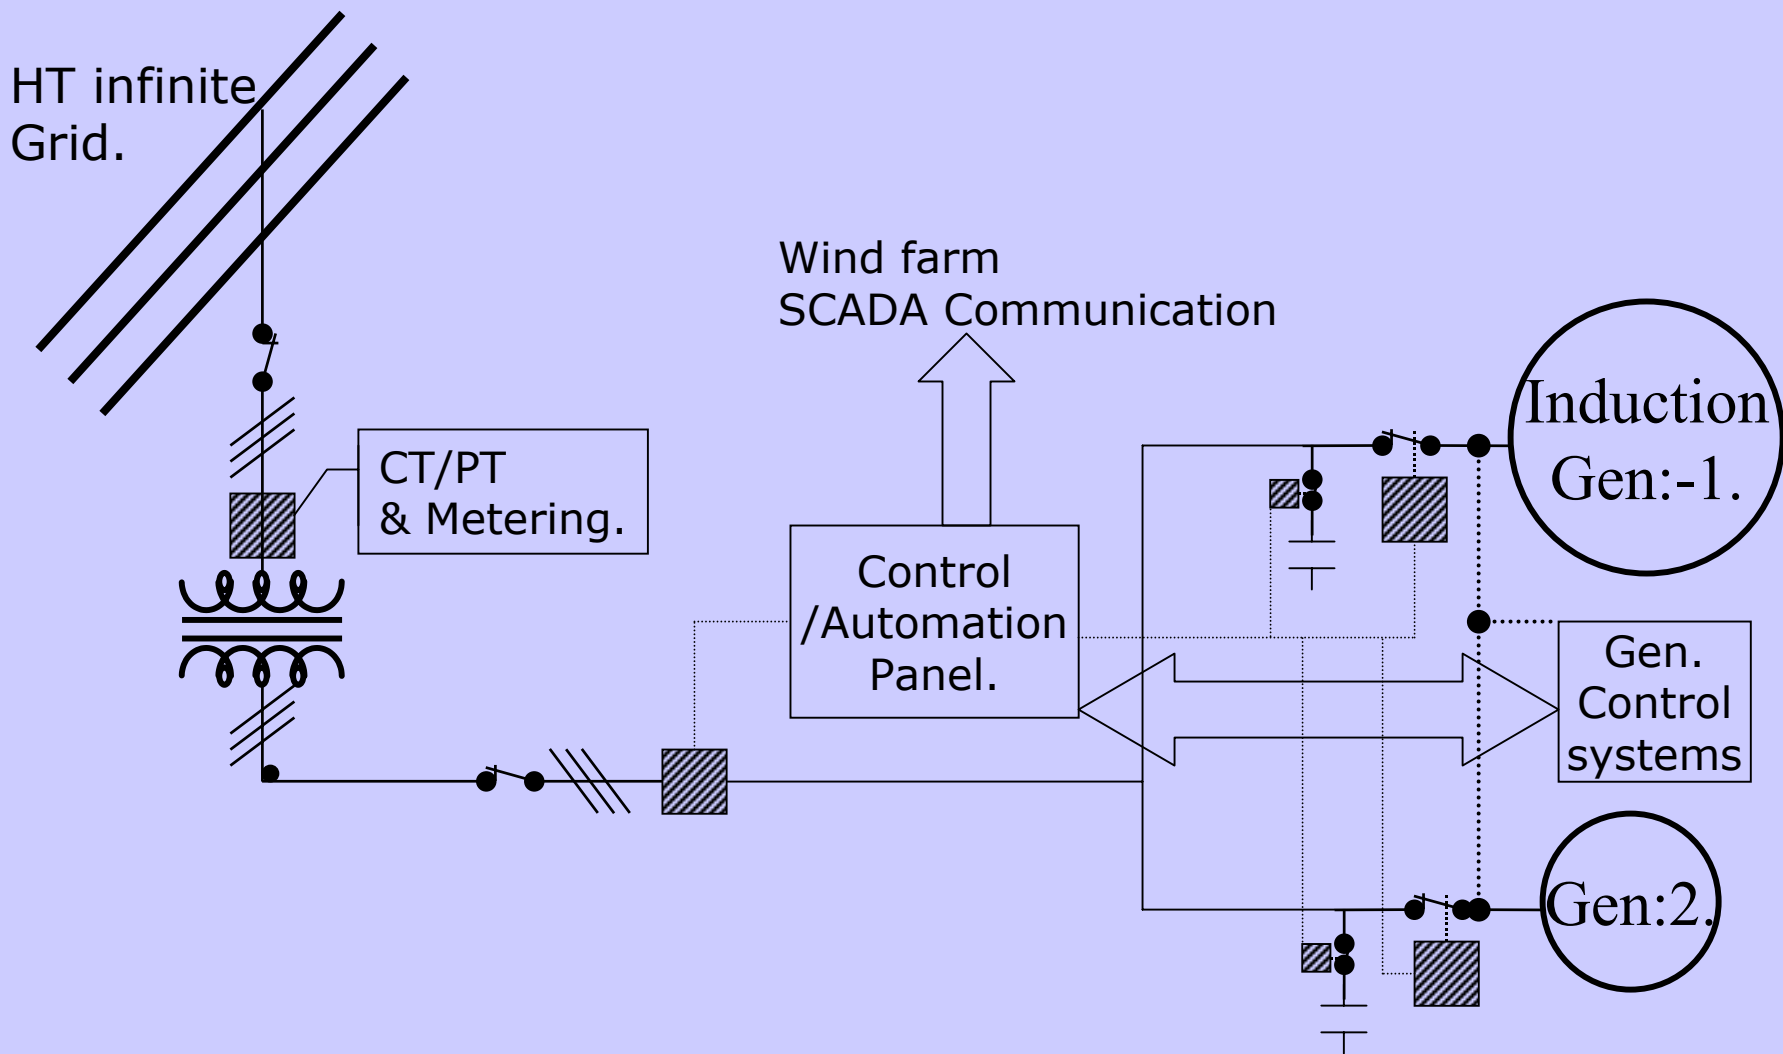 HT infinite
Grid.
Wind farm
SCADA Communication
Induction
Gen:-1.
CT/PT
& Metering.
Control
/Automation
Panel.
Gen.
Control
systems
Gen:2.